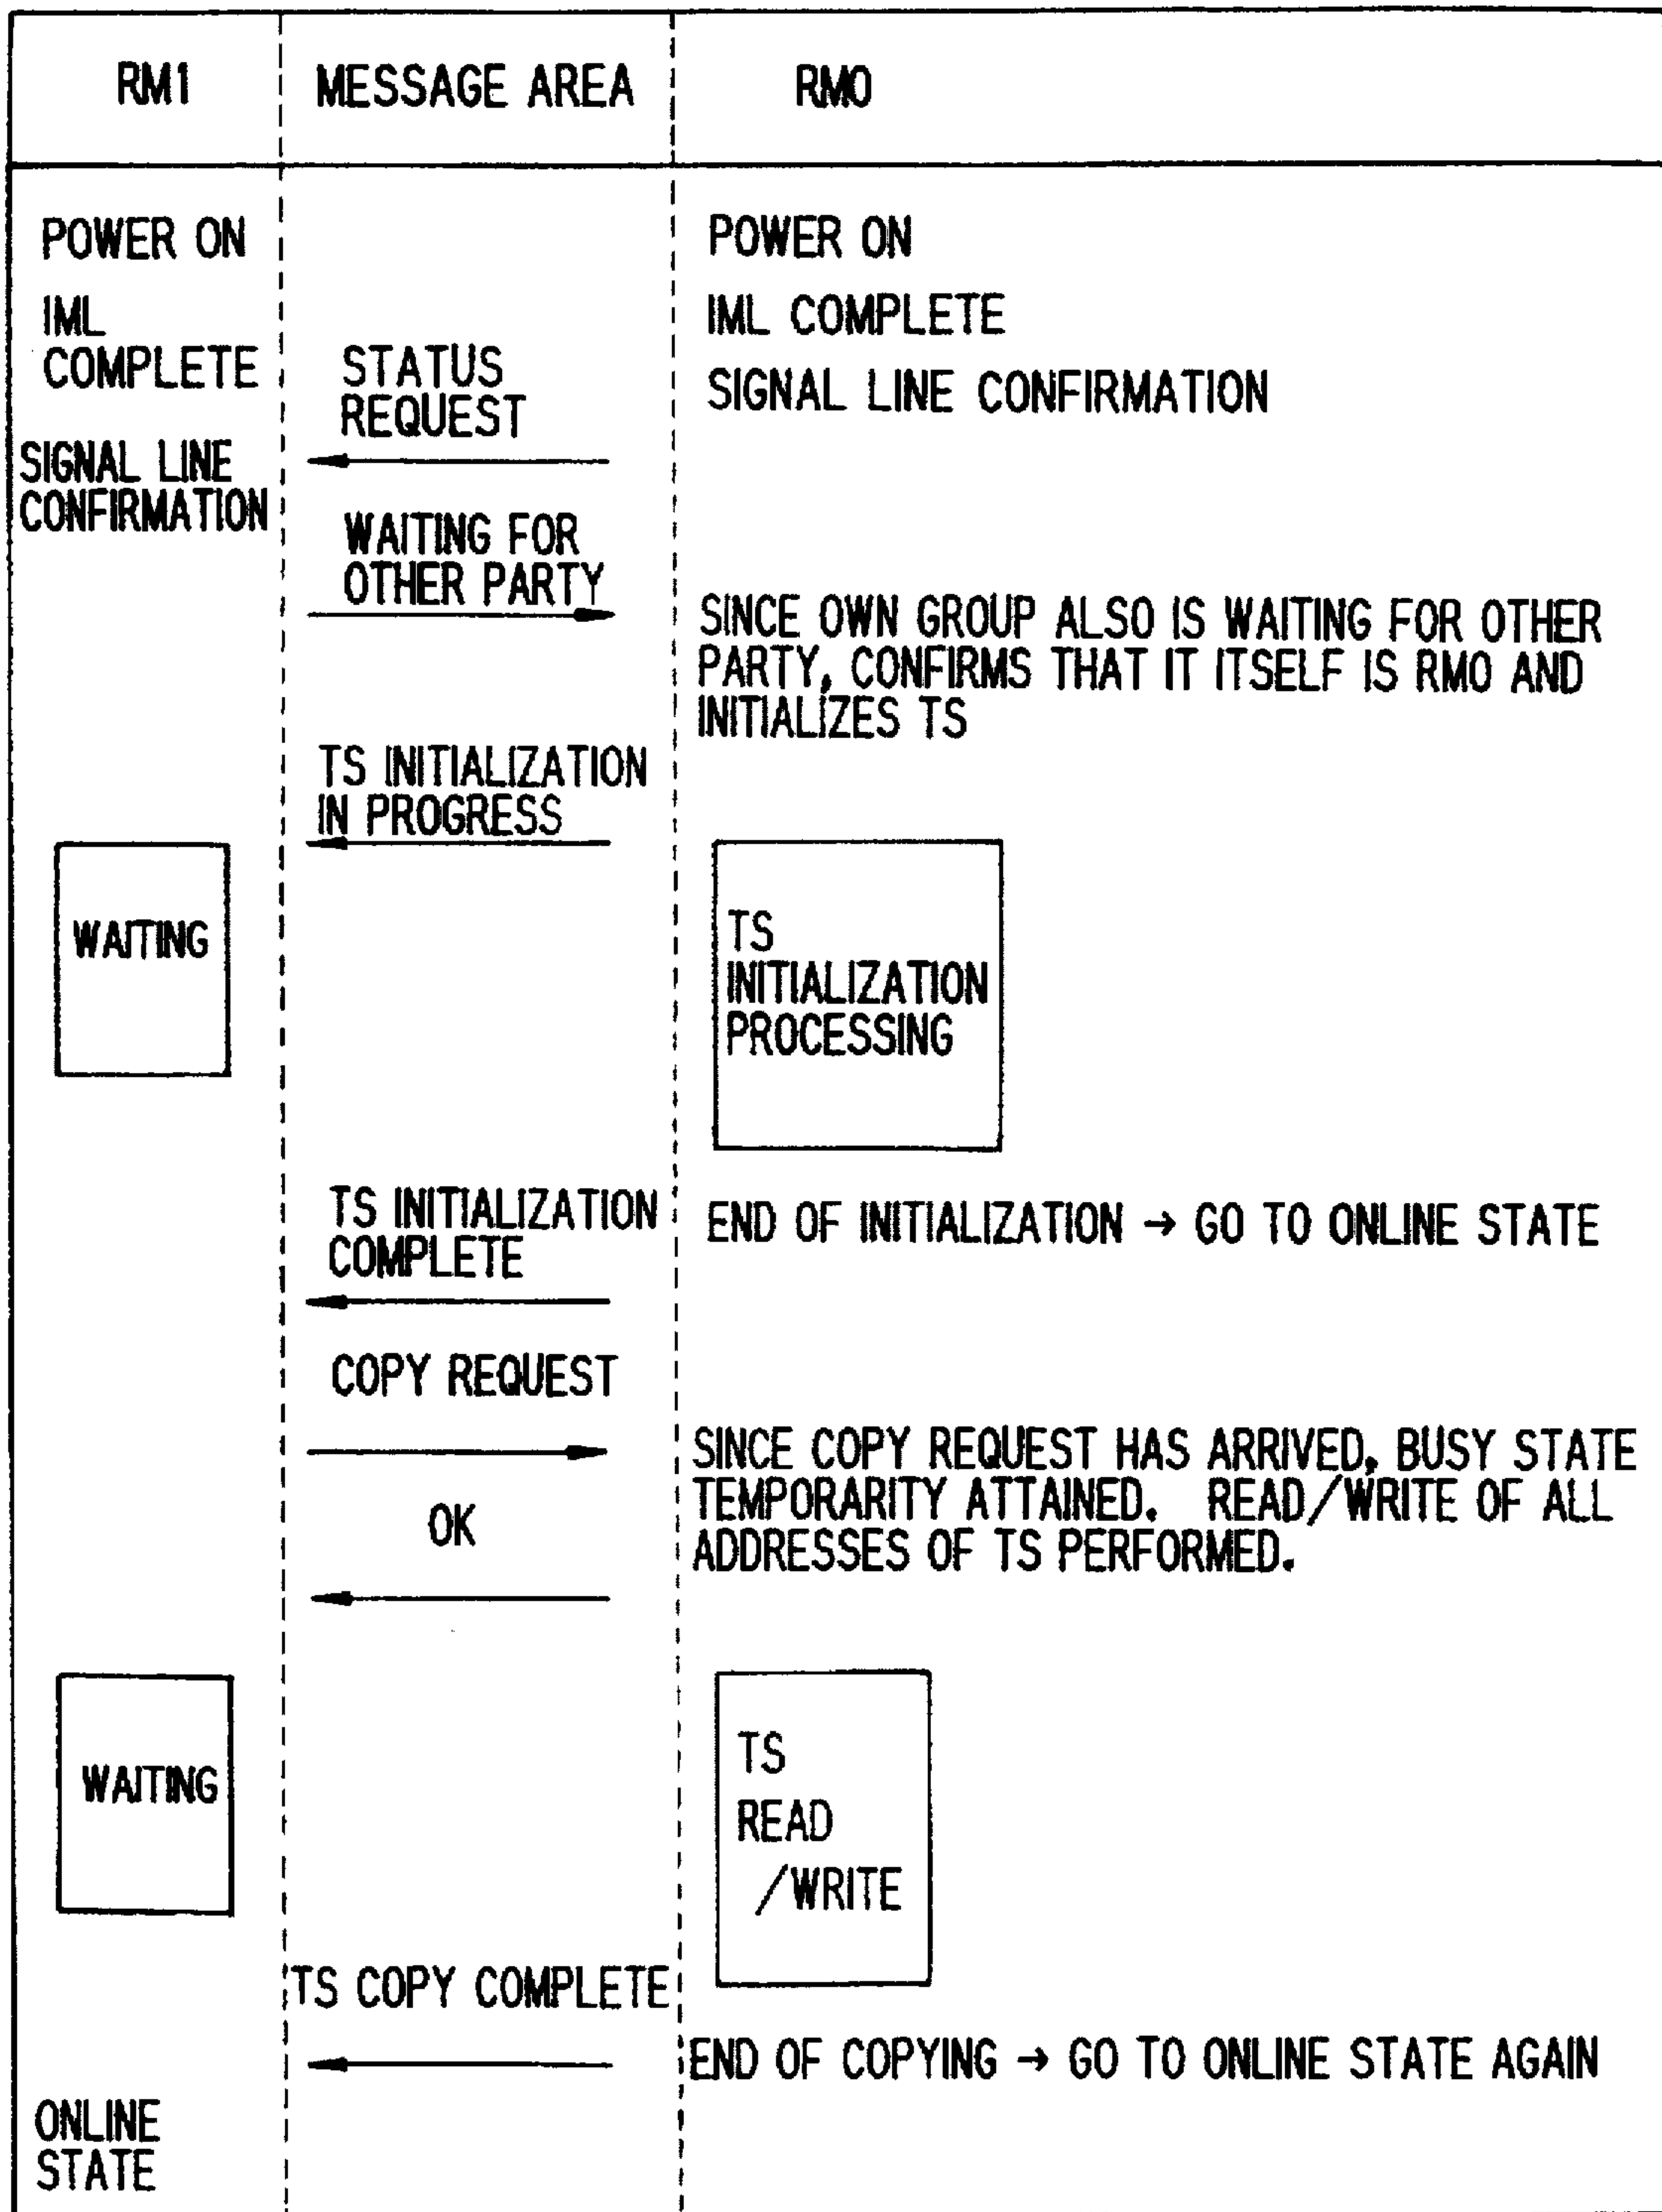 RM1
MESSAGE AREA
RM0
POWER ON
POWER ON
IML
COMPLETE
IML COMPLETE
STATUS
REQUEST
SIGNAL LINE CONFIRMATION
SIGNAL LINE
CONFIRMATION
WAITING FOR
OTHER PARTY
SINCE OWN GROUP ALSO IS WAITING FOR OTHER
PARTY, CONFIRMS THAT IT ITSELF IS RM0 AND
INITIALIZES TS
TS INITIALIZATION
IN PROGRESS
WAITING
TS
INITIALIZATION
PROCESSING
TS INITIALIZATION
COMPLETE
END OF INITIALIZATION → GO TO ONLINE STATE
COPY REQUEST
SINCE COPY REQUEST HAS ARRIVED, BUSY STATE
TEMPORARITY ATTAINED. READ/WRITE OF ALL
ADDRESSES OF TS PERFORMED.
OK
WAITING
TS
READ
/WRITE
TS COPY COMPLETE
END OF COPYING → GO TO ONLINE STATE AGAIN
ONLINE
STATE